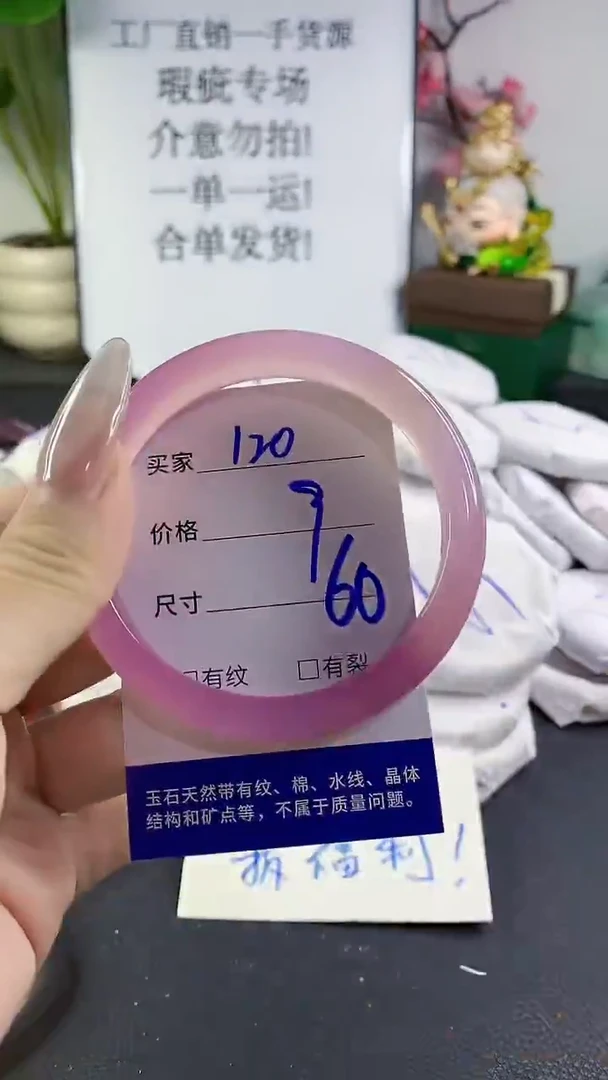 工厂直销一手货源
瑕疵专场
介意勿拍!
一单一运!
合单发货!
买家 120
价格
尺寸 60
有纹 □有裂
玉石天然带有纹、棉、水线、晶体
结构和矿点等，不属于质量问题。
拆福利!